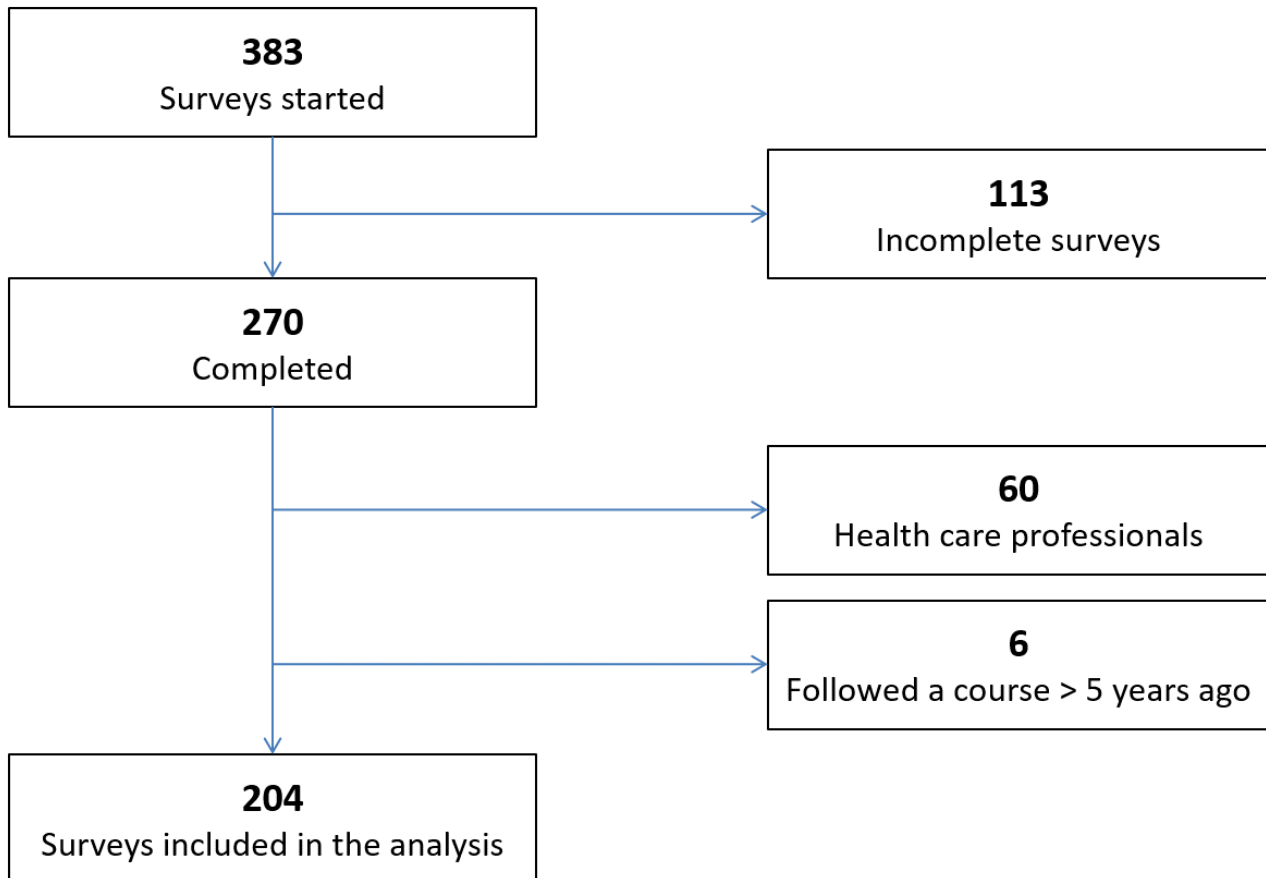 383
Surveys started
113
Incomplete surveys
270
Completed
60
Health care professionals
6
Followed a course > 5 years ago
204
Surveys included in the analysis